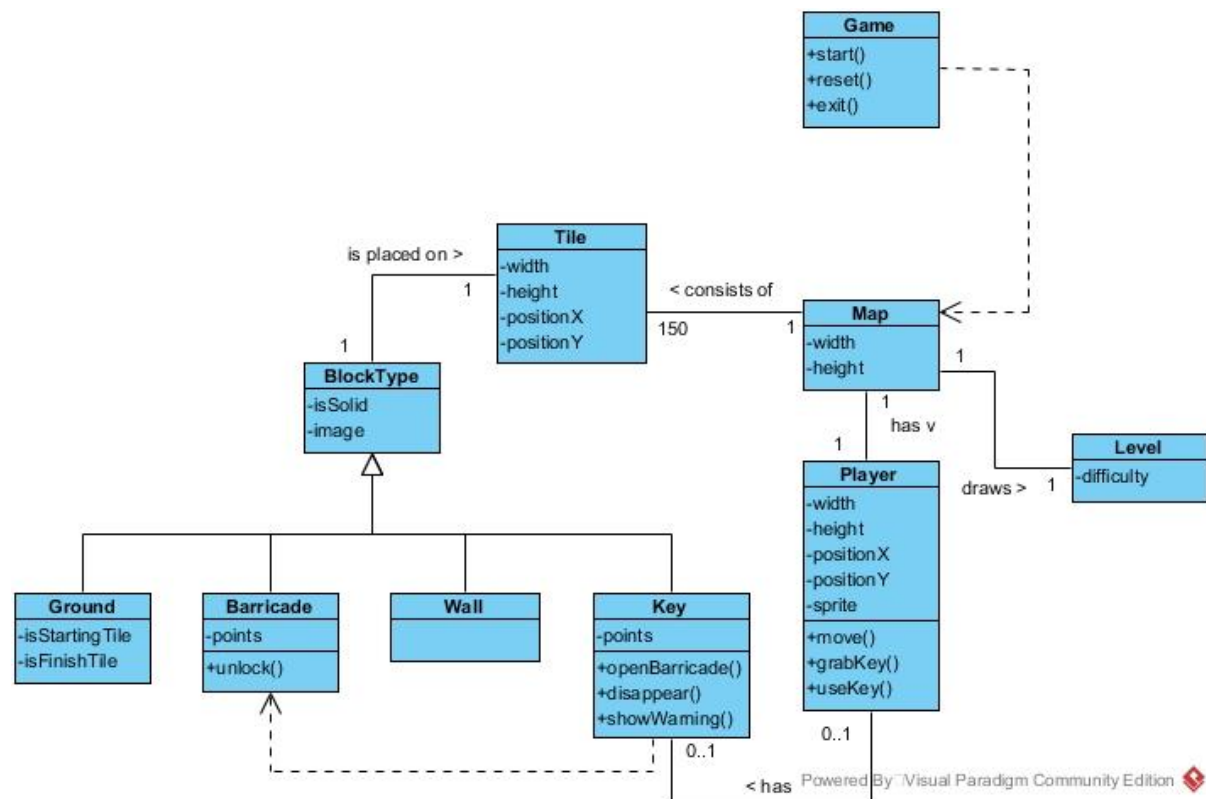 Game
+start()
+reset()
+exit()
Tile
-width
-height
-positionX
-positionY
is placed on >
1
1
< consists of
150
1
Map
-width
-height
1
1
has v
1
BlockType
-isSolid
-image
Level
-difficulty
draws >
1
Player
-width
-height
-positionX
-positionY
-sprite
+move()
+grabKey()
+useKey()
Ground
-isStartingTile
-isFinishTile
Barricade
-points
+unlock()
Wall
Key
-points
+openBarricade()
+disappear()
+showWarning()
0..1
0..1
< has
Powered By Visual Paradigm Community Edition